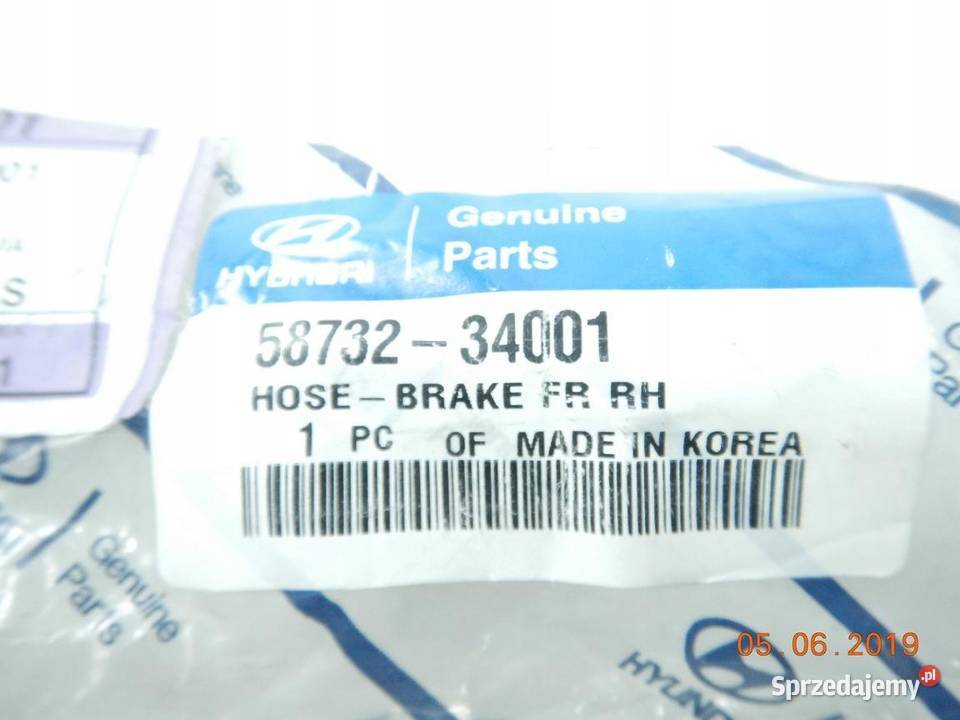 Genuine
Parts
HYUNDAI
58732-34001
HOSE-BRAKE FR RH
1 PC OF MADE IN KOREA
Genuine
Parts
HYUNDAI
05.06.2019
Sprzedajemy.pl